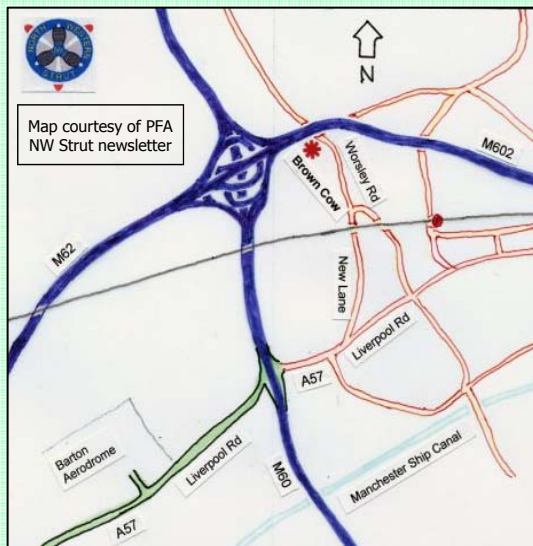 NORTH WESTERN
STRUT
N
Map courtesy of PFA
NW Strut newsletter
M602
Worsley Rd
Brown Cow
M62
New Lane
Liverpool Rd
A57
Barton
Aerodrome
Liverpool Rd
M60
Manchester Ship Canal
A57